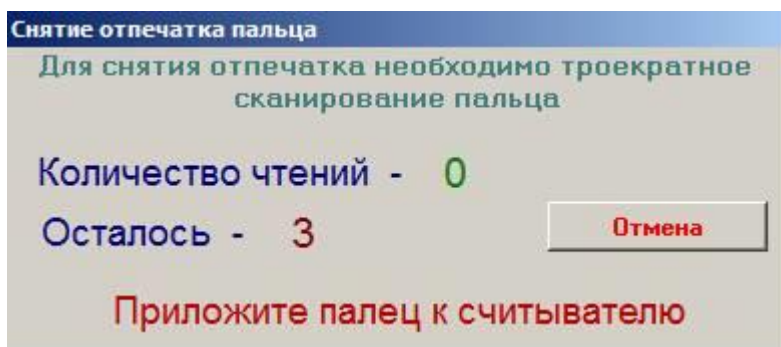 Снятие отпечатка пальца
Для снятия отпечатка необходимо троекратное
сканирование пальца
Количество чтений - 0
Осталось - 3
Отмена
Приложите палец к считывателю